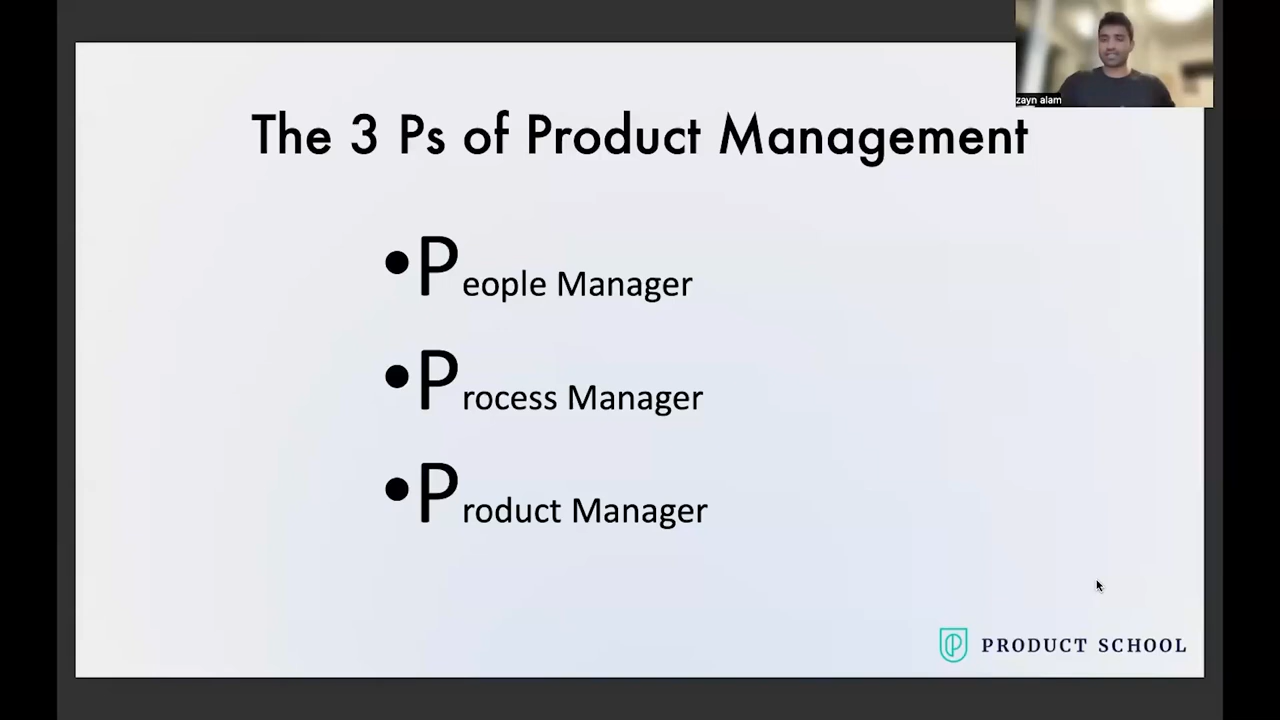 zayn alam
The 3 Ps of Product Management
•People Manager
•Process Manager
•Product Manager
PRODUCT SCHOOL